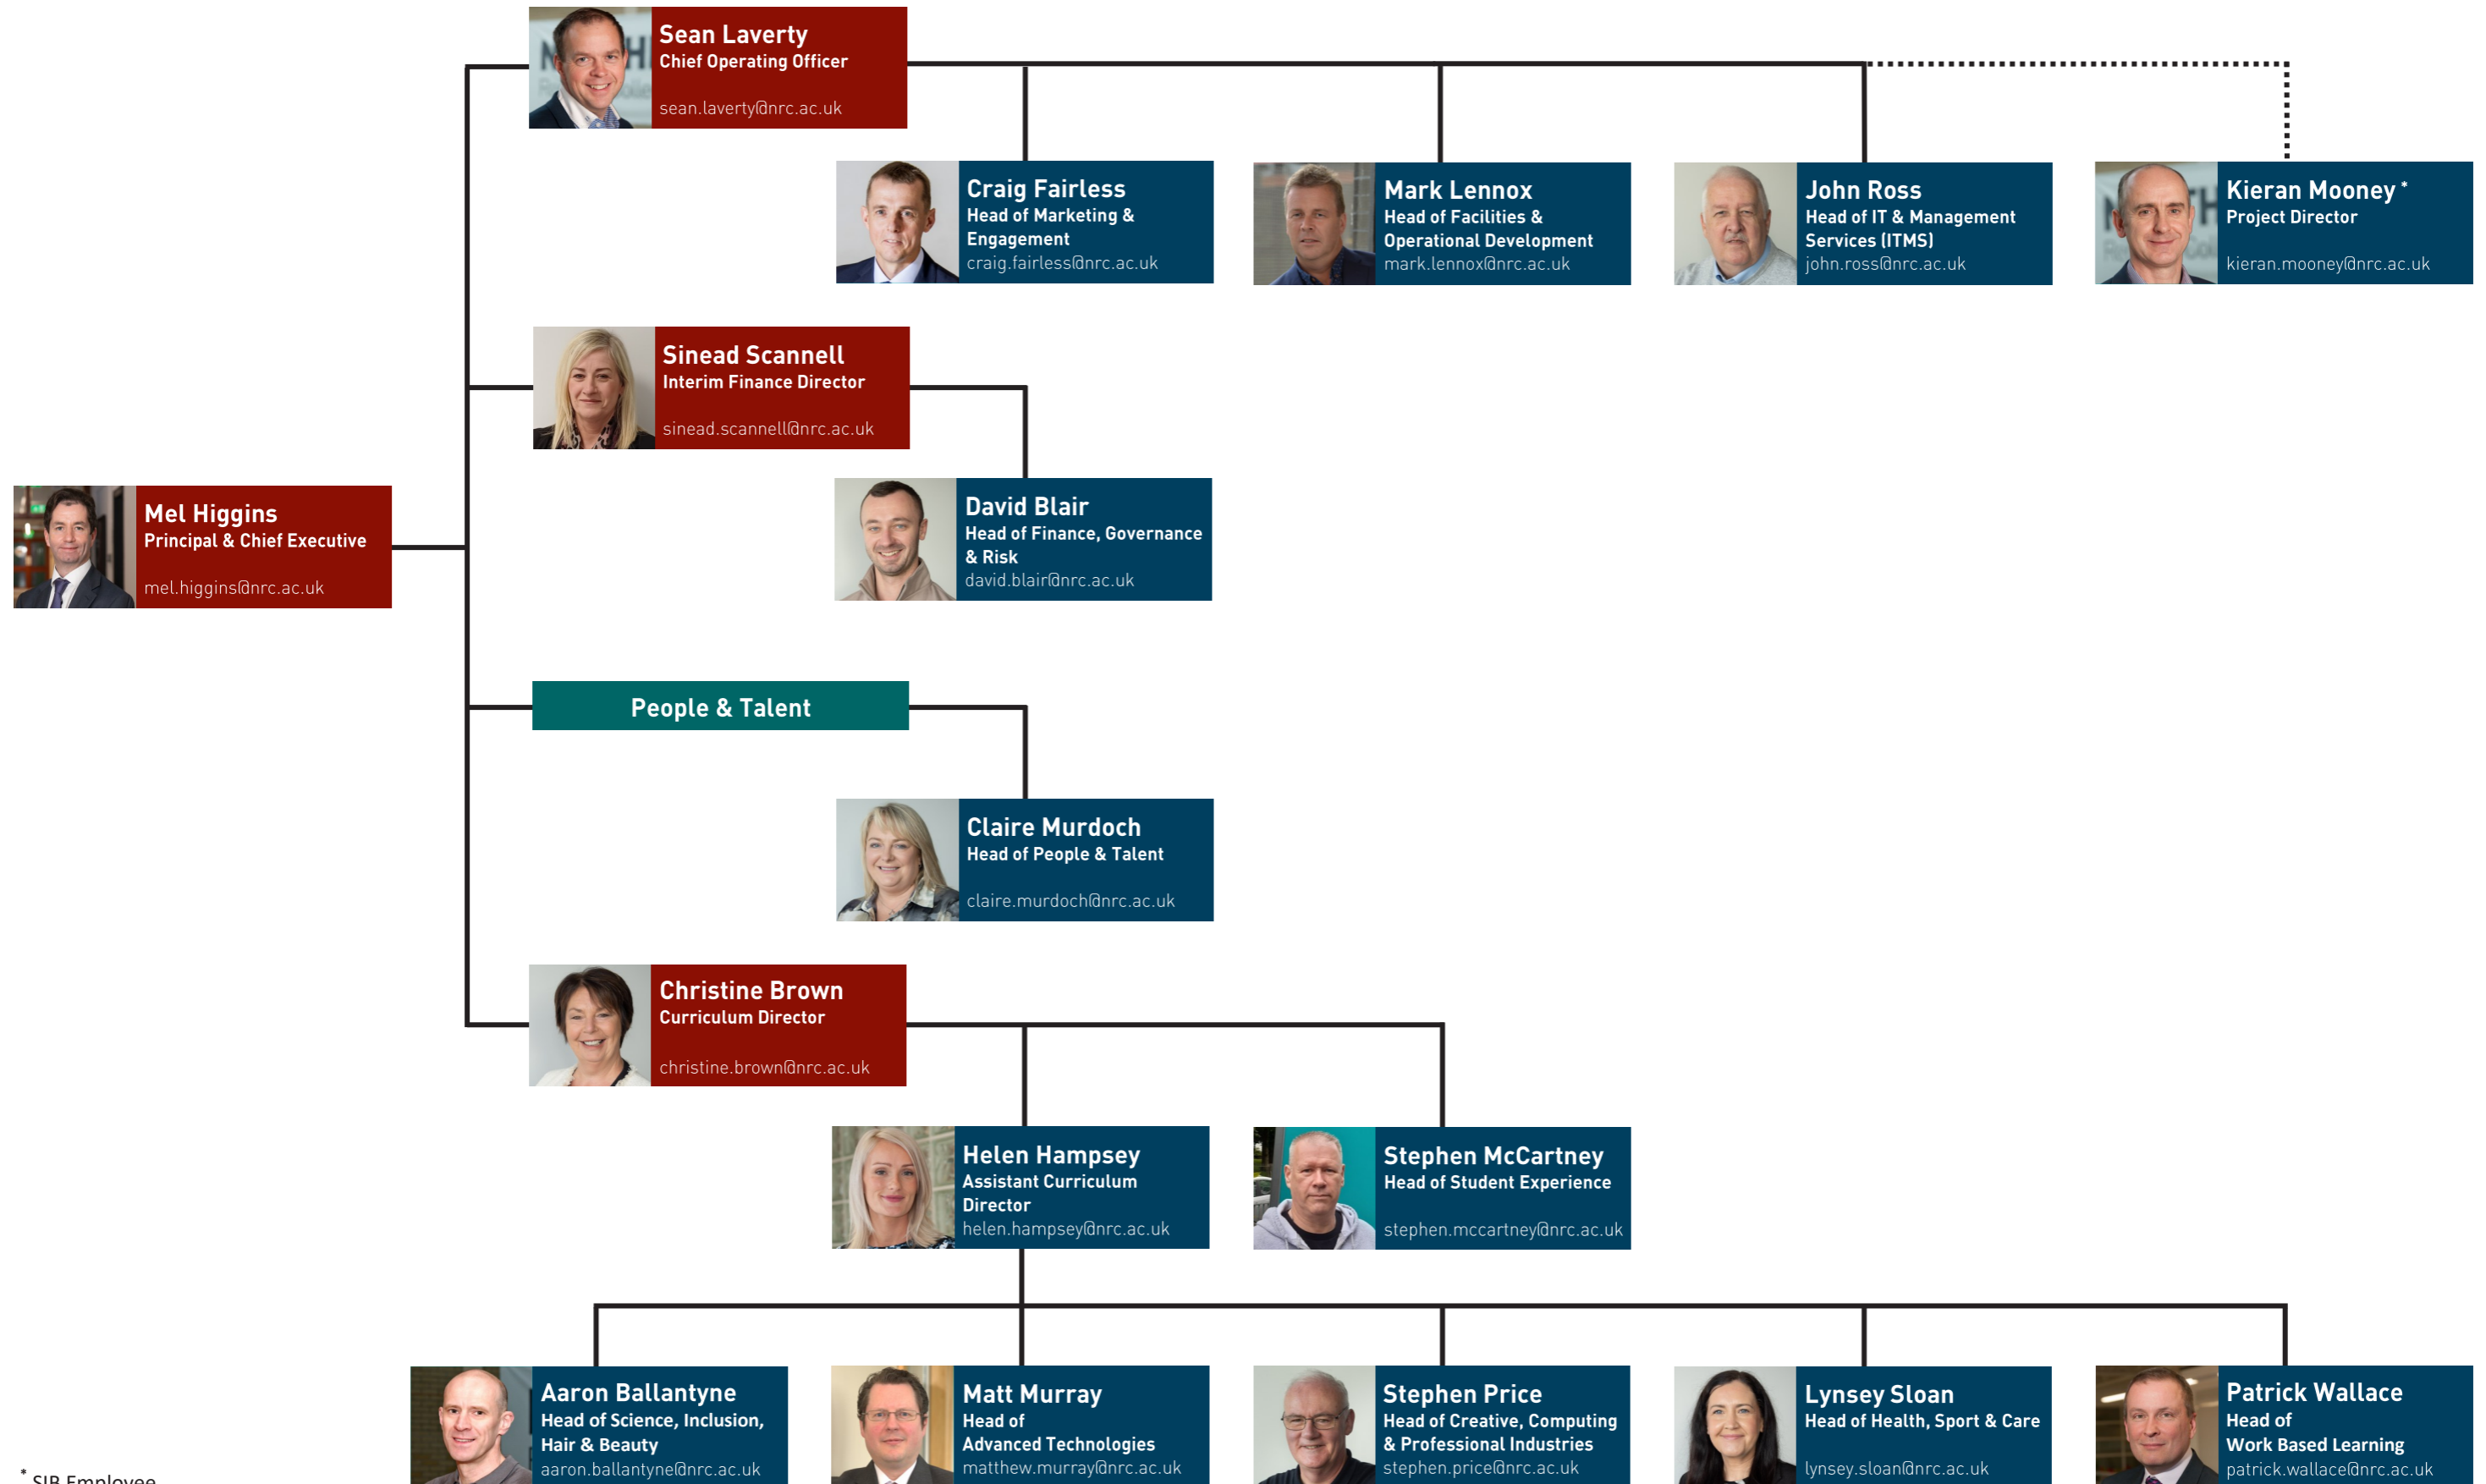 Sean Laverty
Chief Operating Officer
sean.laverty@nrc.ac.uk
Craig Fairless
Head of Marketing &
Engagement
craig.fairless@nrc.ac.uk
Mark Lennox
Head of Facilities &
Operational Development
mark.lennox@nrc.ac.uk
John Ross
Head of IT & Management
Services (ITMS)
john.ross@nrc.ac.uk
Kieran Mooney *
Project Director
kieran.mooney@nrc.ac.uk
Sinead Scannell
Interim Finance Director
sinead.scannell@nrc.ac.uk
Mel Higgins
Principal & Chief Executive
mel.higgins@nrc.ac.uk
David Blair
Head of Finance, Governance
& Risk
david.blair@nrc.ac.uk
People & Talent
Claire Murdoch
Head of People & Talent
claire.murdoch@nrc.ac.uk
Christine Brown
Curriculum Director
christine.brown@nrc.ac.uk
Helen Hampsey
Assistant Curriculum
Director
helen.hampsey@nrc.ac.uk
Stephen McCartney
Head of Student Experience
stephen.mccartney@nrc.ac.uk
Aaron Ballantyne
Head of Science, Inclusion,
Hair & Beauty
aaron.ballantyne@nrc.ac.uk
Matt Murray
Head of
Advanced Technologies
matthew.murray@nrc.ac.uk
Stephen Price
Head of Creative, Computing
& Professional Industries
stephen.price@nrc.ac.uk
Lynsey Sloan
Head of Health, Sport & Care
lynsey.sloan@nrc.ac.uk
Patrick Wallace
Head of
Work Based Learning
patrick.wallace@nrc.ac.uk
* SIB Employee